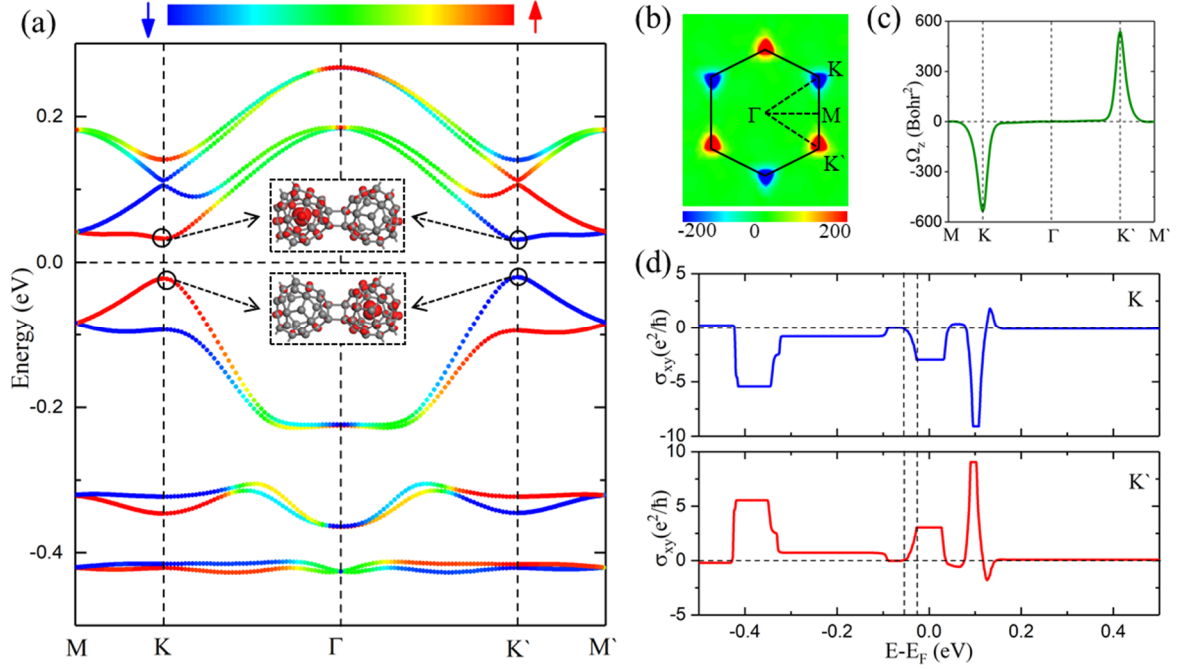 (a)
0.2
0.0
-0.2
-0.4
Energy (eV)
M K Γ K` M`
(b)
K
Γ M
K`
-200 0 200
(c)
600
300
0
-300
-600
Ωz (Bohr²)
M K Γ K` M`
(d)
5
0
-5
-10
σxy(e²/ħ)
K
10
5
0
-5
σxy(e²/ħ)
K`
-0.4 -0.2 0.0 0.2 0.4
E-EF (eV)